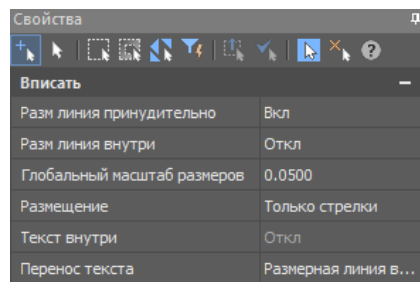 Свойства
Вписать
Разм линия принудительно Вкл
Разм линия внутри Откл
Глобальный масштаб размеров 0.0500
Размещение Только стрелки
Текст внутри Откл
Перенос текста Размерная линия в...